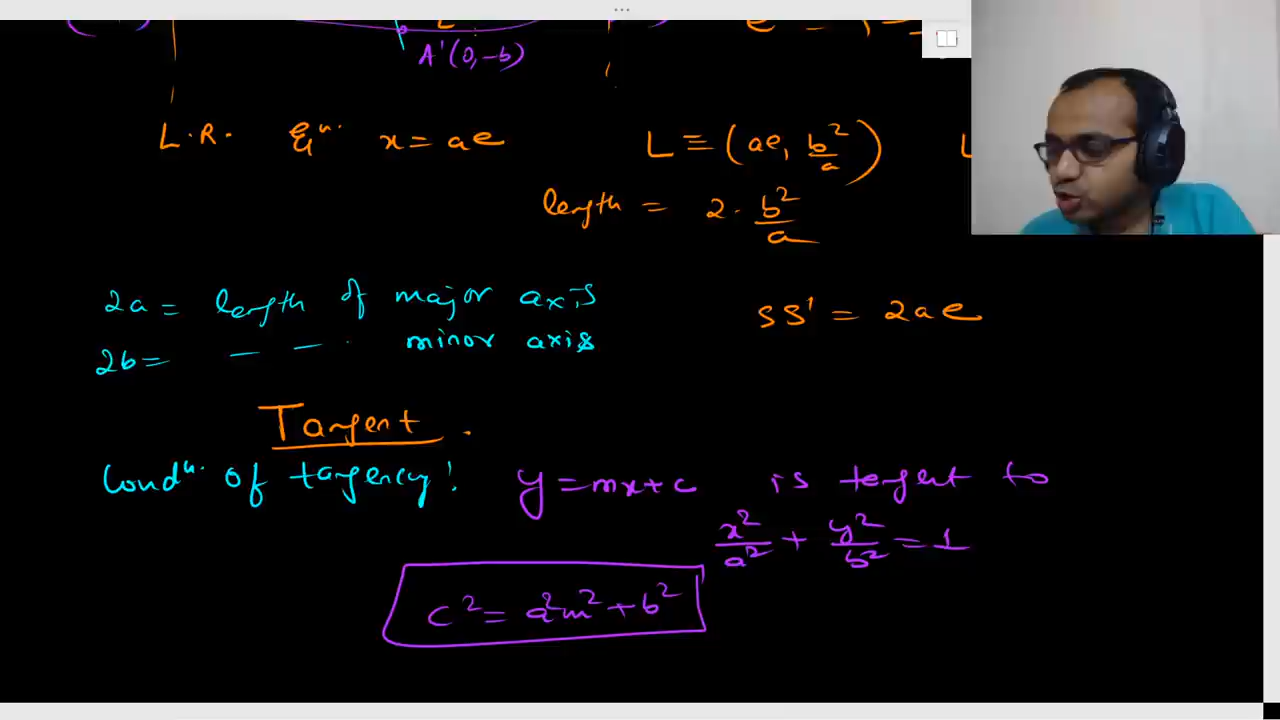 A'(0,-b)
L.R. Eqⁿ. x = ae L ≡ (ae, b²/a)
length = 2. b²/a
2a = length of major axis SS' = 2ae
2b = — — . minor axis
Tangent.
Condⁿ. of tangency: y = mx+c is tangent to
x²/a² + y²/b² = 1
c² = a²m² + b²